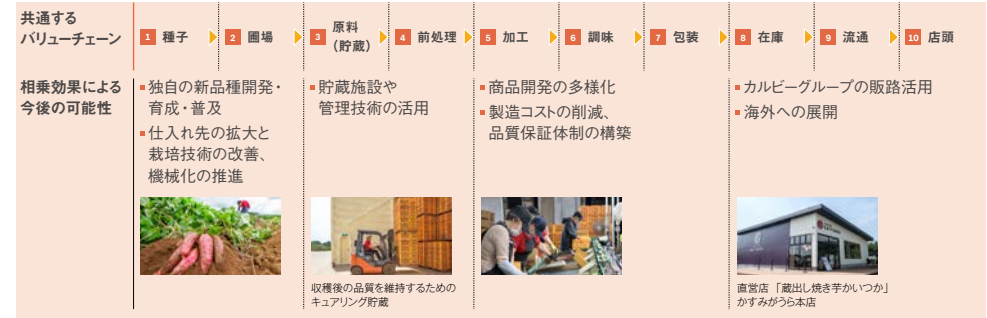 共通する
バリューチェーン
1 種子
2 圃場
3 原料
(貯蔵)
4 前処理
5 加工
6 調味
7 包装
8 在庫
9 流通
10 店頭
相乗効果による
今後の可能性
独自の新品種開発・
育成・普及
仕入れ先の拡大と
栽培技術の改善、
機械化の推進
貯蔵施設や
管理技術の活用
商品開発の多様化
製造コストの削減、
品質保証体制の構築
カルビーグループの販路活用
海外への展開
収穫後の品質を維持するための
キュアリング貯蔵
直営店「蔵出し焼き芋かいつか」
かすみがうら本店